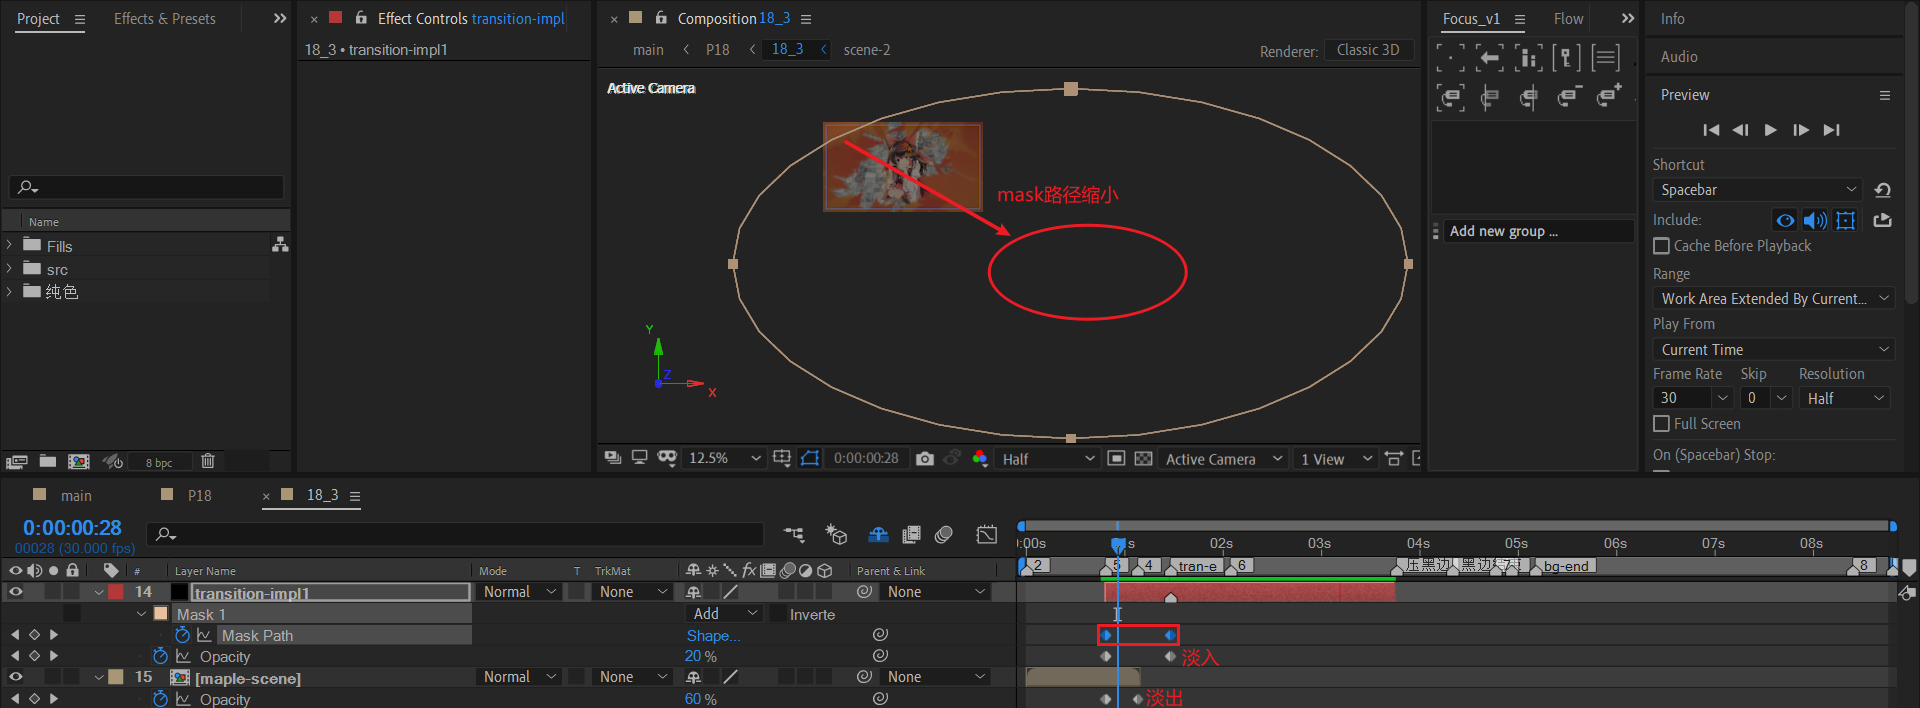 Project
Effects & Presets
Effect Controls transition-impl
Composition 18_3
Focus_v1
Flow
Info
18_3 • transition-impl1
main
P18
18_3
scene-2
Renderer:
Classic 3D
Audio
Active Camera
Preview
Shortcut
Spacebar
mask路径缩小
Include:
Name
Add new group ...
Cache Before Playback
Fills
src
纯色
Range
Work Area Extended By Current...
Play From
Current Time
Y
Z
X
Frame Rate
Skip
Resolution
30
0
Half
Full Screen
8 bpc
12.5%
0:00:00:28
Half
Active Camera
1 View
On (Spacebar) Stop:
main
P18
18_3
0:00:00:28
00028 (30.000 fps)
:00s
02s
03s
04s
05s
06s
07s
08s
#
Layer Name
Mode
T
TrkMat
Parent & Link
2
5
4
tran-e
6
压黑边
bg-end
8
14
transition-impl1
Normal
None
None
Mask 1
Add
Inverte
Mask Path
Shape...
Opacity
20 %
淡入
15
[maple-scene]
Normal
None
None
Opacity
60 %
淡出